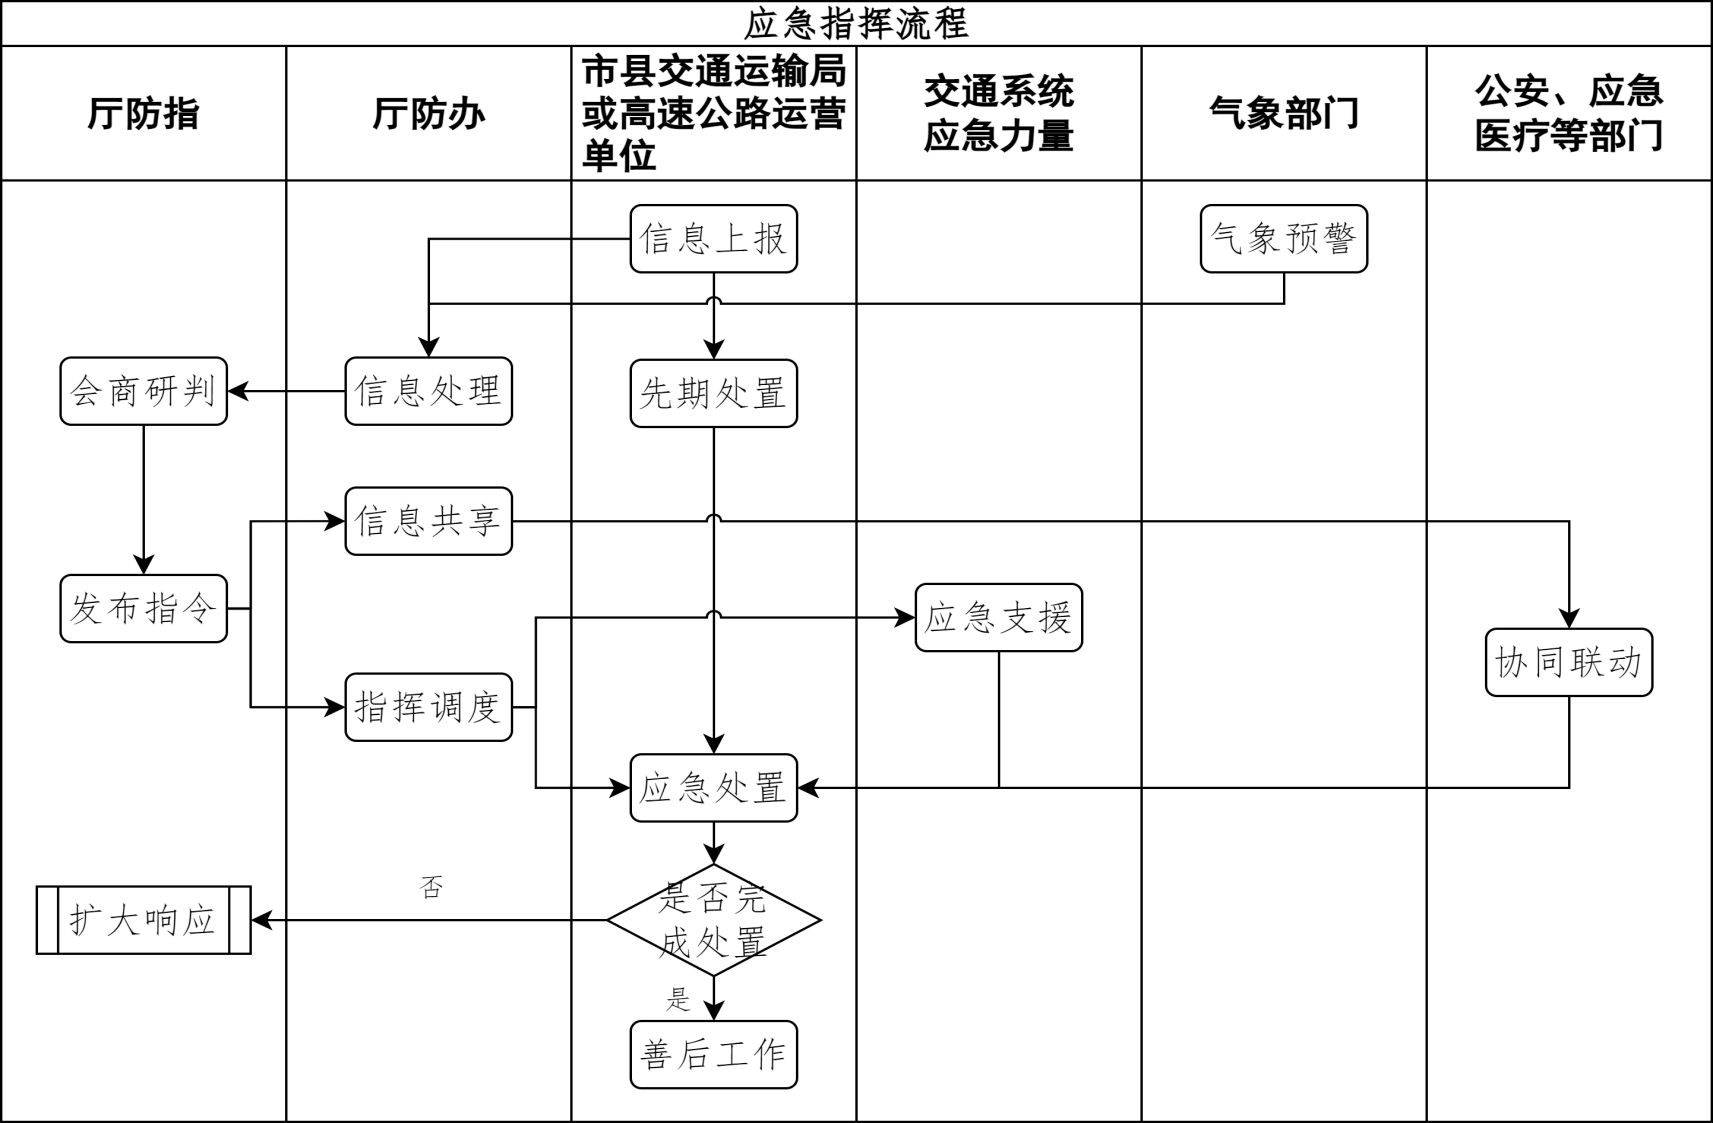 应急指挥流程
厅防指
厅防办
市县交通运输局
或高速公路运营
单位
交通系统
应急力量
气象部门
公安、应急
医疗等部门
信息上报
气象预警
会商研判
信息处理
先期处置
信息共享
发布指令
应急支援
协同联动
指挥调度
应急处置
否
扩大响应
是否完
成处置
是
善后工作